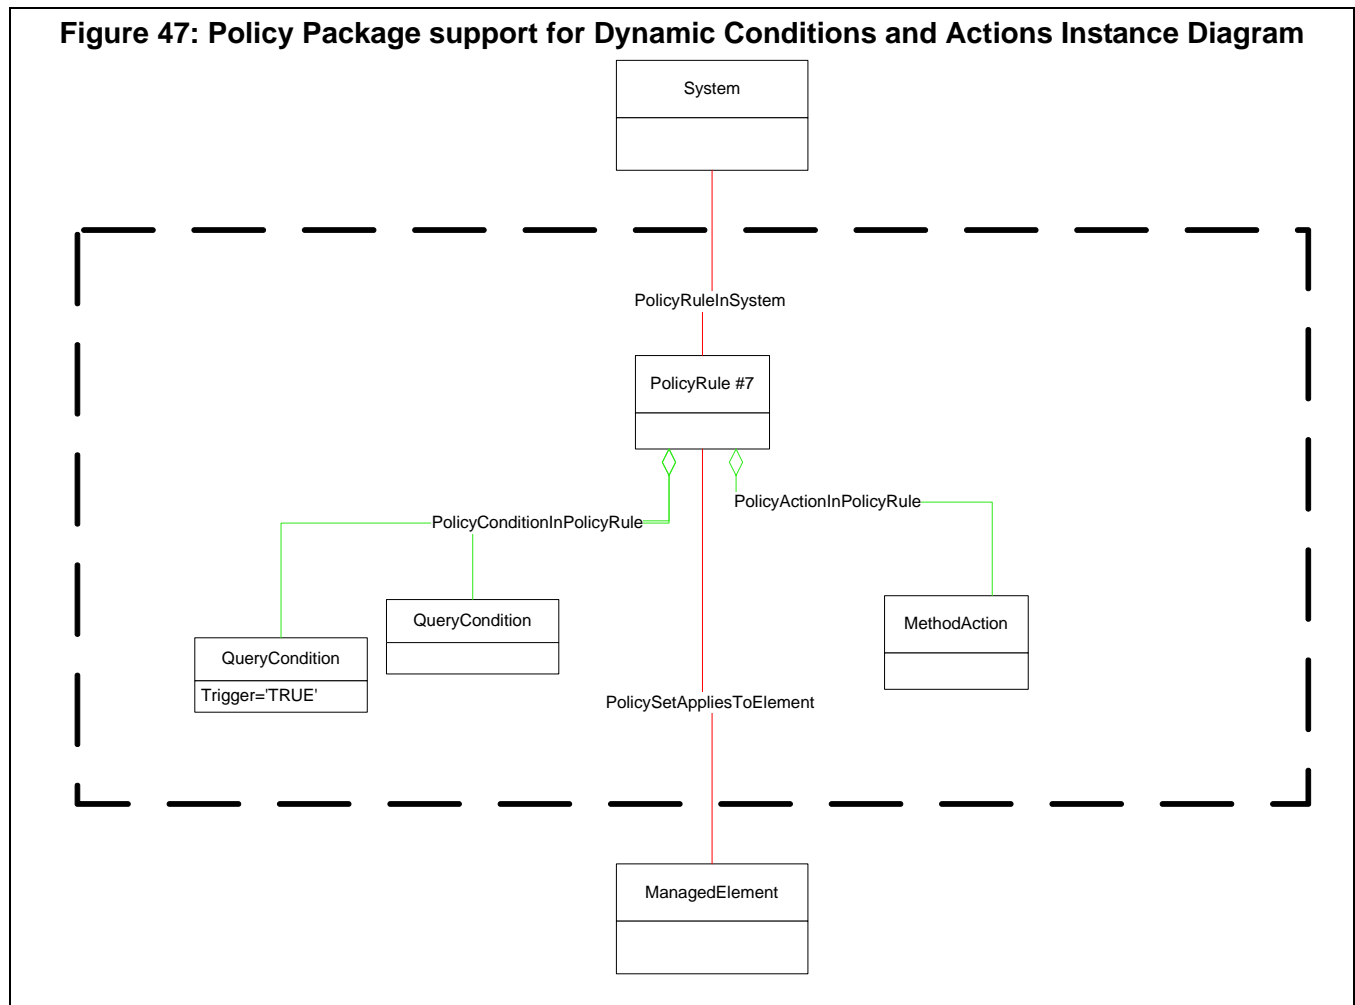 Figure 47: Policy Package support for Dynamic Conditions and Actions Instance Diagram
System
PolicyRuleInSystem
PolicyRule #7
PolicyActionInPolicyRule
PolicyConditionInPolicyRule
QueryCondition
MethodAction
QueryCondition
Trigger='TRUE'
PolicySetAppliesToElement
ManagedElement